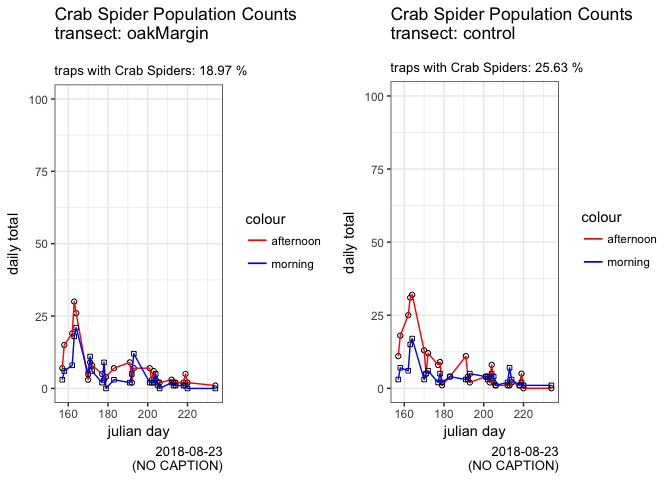 Crab Spider Population Counts
transect: oakMargin
traps with Crab Spiders: 18.97 %
100
75
50
25
0
daily total
160 180 200 220
julian day
colour
afternoon
morning
2018-08-23
(NO CAPTION)
Crab Spider Population Counts
transect: control
traps with Crab Spiders: 25.63 %
100
75
50
25
0
daily total
160 180 200 220
julian day
colour
afternoon
morning
2018-08-23
(NO CAPTION)